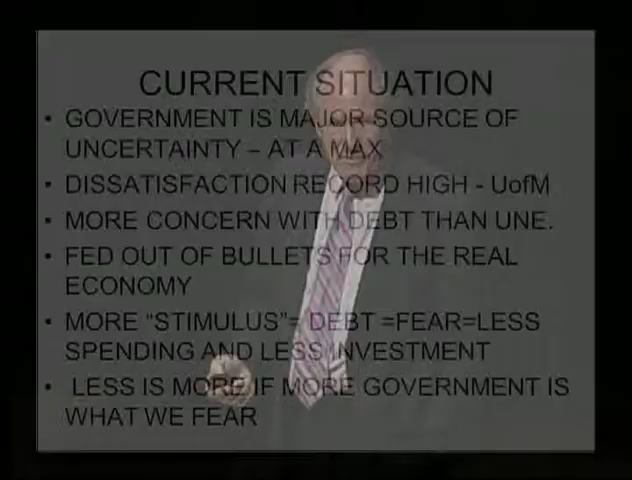 CURRENT SITUATION
• GOVERNMENT IS MAJOR SOURCE OF
UNCERTAINTY – AT A MAX
• DISSATISFACTION RECORD HIGH - UofM
• MORE CONCERN WITH DEBT THAN UNE.
• FED OUT OF BULLETS FOR THE REAL
ECONOMY
• MORE “STIMULUS”= DEBT =FEAR=LESS
SPENDING AND LESS INVESTMENT
• LESS IS MORE IF MORE GOVERNMENT IS
WHAT WE FEAR